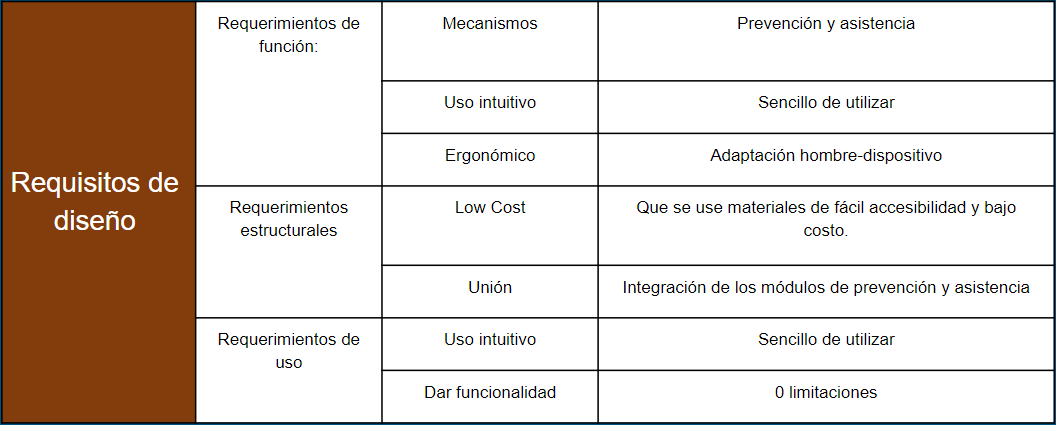 Requisitos de
diseño
Requerimientos de
función:
Mecanismos
Prevención y asistencia
Uso intuitivo
Sencillo de utilizar
Ergonómico
Adaptación hombre-dispositivo
Requerimientos
estructurales
Low Cost
Que se use materiales de fácil accesibilidad y bajo
costo.
Unión
Integración de los módulos de prevención y asistencia
Requerimientos de
uso
Uso intuitivo
Sencillo de utilizar
Dar funcionalidad
0 limitaciones